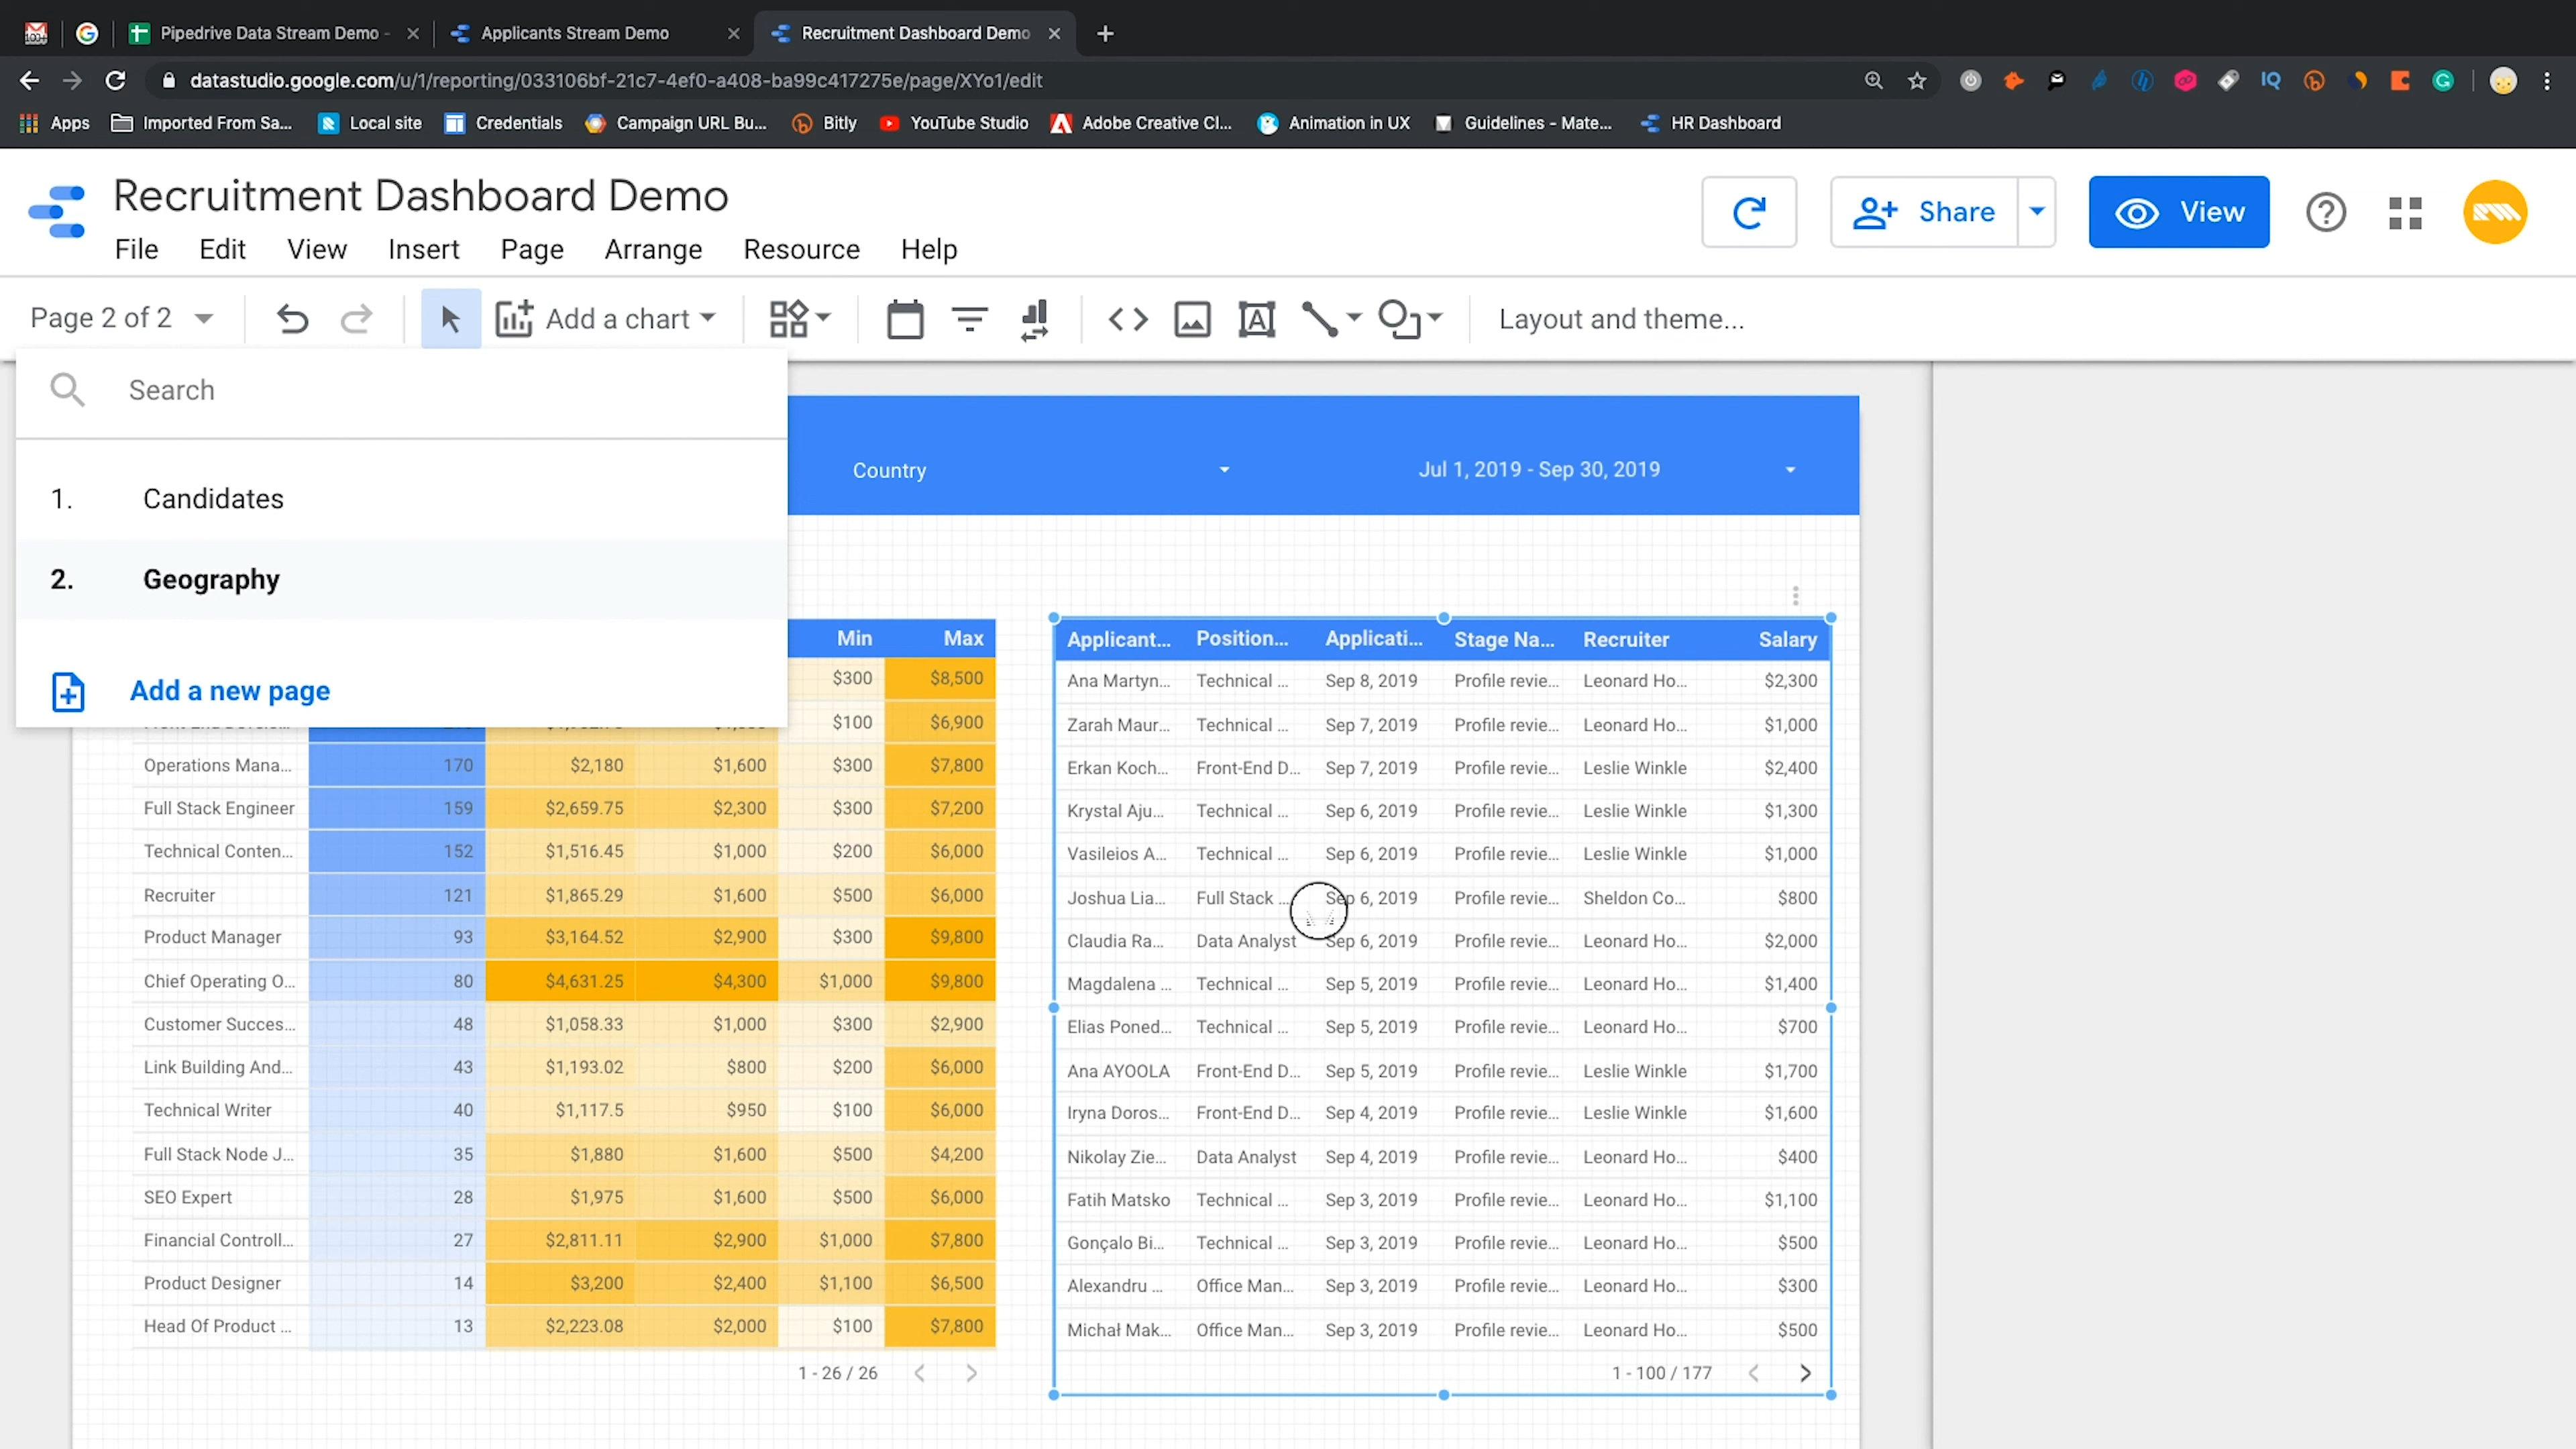 Pipedrive Data Stream Demo -
Applicants Stream Demo
Recruitment Dashboard Demo
datastudio.google.com/u/1/reporting/033106bf-21c7-4ef0-a408-ba99c417275e/page/XYo1/edit
Apps Imported From Sa... Local site Credentials Campaign URL Bu... Bitly YouTube Studio Adobe Creative Cl... Animation in UX Guidelines - Mate... HR Dashboard
Recruitment Dashboard Demo
File Edit View Insert Page Arrange Resource Help
Share
View
Page 2 of 2 Add a chart Layout and theme...
Search
1. Candidates
2. Geography
Add a new page
Country Jul 1, 2019 - Sep 30, 2019
Min Max
$300 $8,500
$100 $6,900
Operations Mana... 170 $2,180 $1,600 $300 $7,800
Full Stack Engineer 159 $2,659.75 $2,300 $300 $7,200
Technical Conten... 152 $1,516.45 $1,000 $200 $6,000
Recruiter 121 $1,865.29 $1,600 $500 $6,000
Product Manager 93 $3,164.52 $2,900 $300 $9,800
Chief Operating O... 80 $4,631.25 $4,300 $1,000 $9,800
Customer Succes... 48 $1,058.33 $1,000 $300 $2,900
Link Building And... 43 $1,193.02 $800 $200 $6,000
Technical Writer 40 $1,117.5 $950 $100 $6,000
Full Stack Node J... 35 $1,880 $1,600 $500 $4,200
SEO Expert 28 $1,975 $1,600 $500 $6,000
Financial Controll... 27 $2,811.11 $2,900 $1,000 $7,800
Product Designer 14 $3,200 $2,400 $1,100 $6,500
Head Of Product ... 13 $2,223.08 $2,000 $100 $7,800
1 - 26 / 26
Applicant... Position... Applicati... Stage Na... Recruiter Salary
Ana Martyn... Technical ... Sep 8, 2019 Profile revie... Leonard Ho... $2,300
Zarah Maur... Technical ... Sep 7, 2019 Profile revie... Leonard Ho... $1,000
Erkan Koch... Front-End D... Sep 7, 2019 Profile revie... Leslie Winkle $2,400
Krystal Aju... Technical ... Sep 6, 2019 Profile revie... Leslie Winkle $1,300
Vasileios A... Technical ... Sep 6, 2019 Profile revie... Leslie Winkle $1,000
Joshua Lia... Full Stack ... Sep 6, 2019 Profile revie... Sheldon Co... $800
Claudia Ra... Data Analyst Sep 6, 2019 Profile revie... Leonard Ho... $2,000
Magdalena ... Technical ... Sep 5, 2019 Profile revie... Leonard Ho... $1,400
Elias Poned... Technical ... Sep 5, 2019 Profile revie... Leonard Ho... $700
Ana AYOOLA Front-End D... Sep 5, 2019 Profile revie... Leslie Winkle $1,700
Iryna Doros... Front-End D... Sep 4, 2019 Profile revie... Leslie Winkle $1,600
Nikolay Zie... Data Analyst Sep 4, 2019 Profile revie... Leonard Ho... $400
Fatih Matsko Technical ... Sep 3, 2019 Profile revie... Leonard Ho... $1,100
Gonçalo Bi... Technical ... Sep 3, 2019 Profile revie... Leonard Ho... $500
Alexandru ... Office Man... Sep 3, 2019 Profile revie... Leonard Ho... $300
Michał Mak... Office Man... Sep 3, 2019 Profile revie... Leonard Ho... $500
1 - 100 / 177